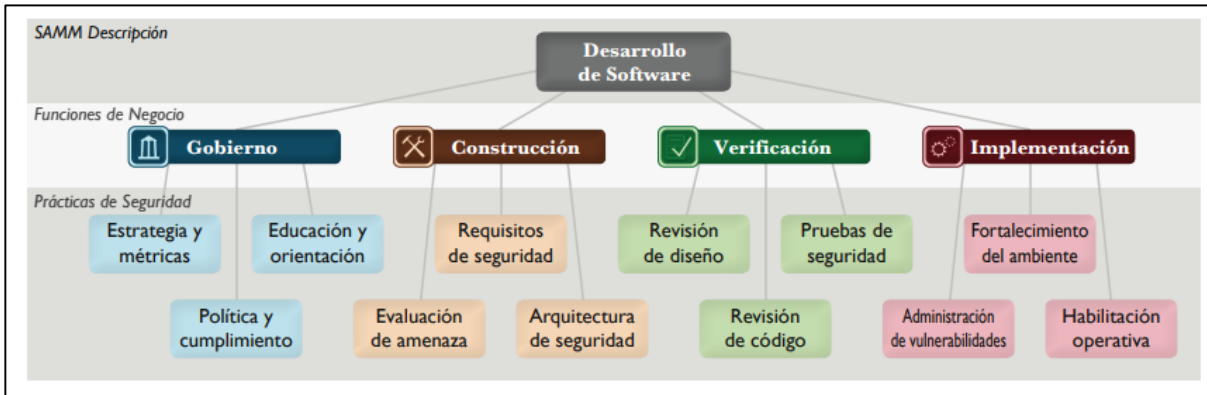 SAMM Descripción
Desarrollo
de Software
Funciones de Negocio
Gobierno
Construcción
Verificación
Implementación
Prácticas de Seguridad
Estrategia y
métricas
Educación y
orientación
Requisitos
de seguridad
Revisión
de diseño
Pruebas de
seguridad
Fortalecimiento
del ambiente
Política y
cumplimiento
Evaluación
de amenaza
Arquitectura
de seguridad
Revisión
de código
Administración
de vulnerabilidades
Habilitación
operativa